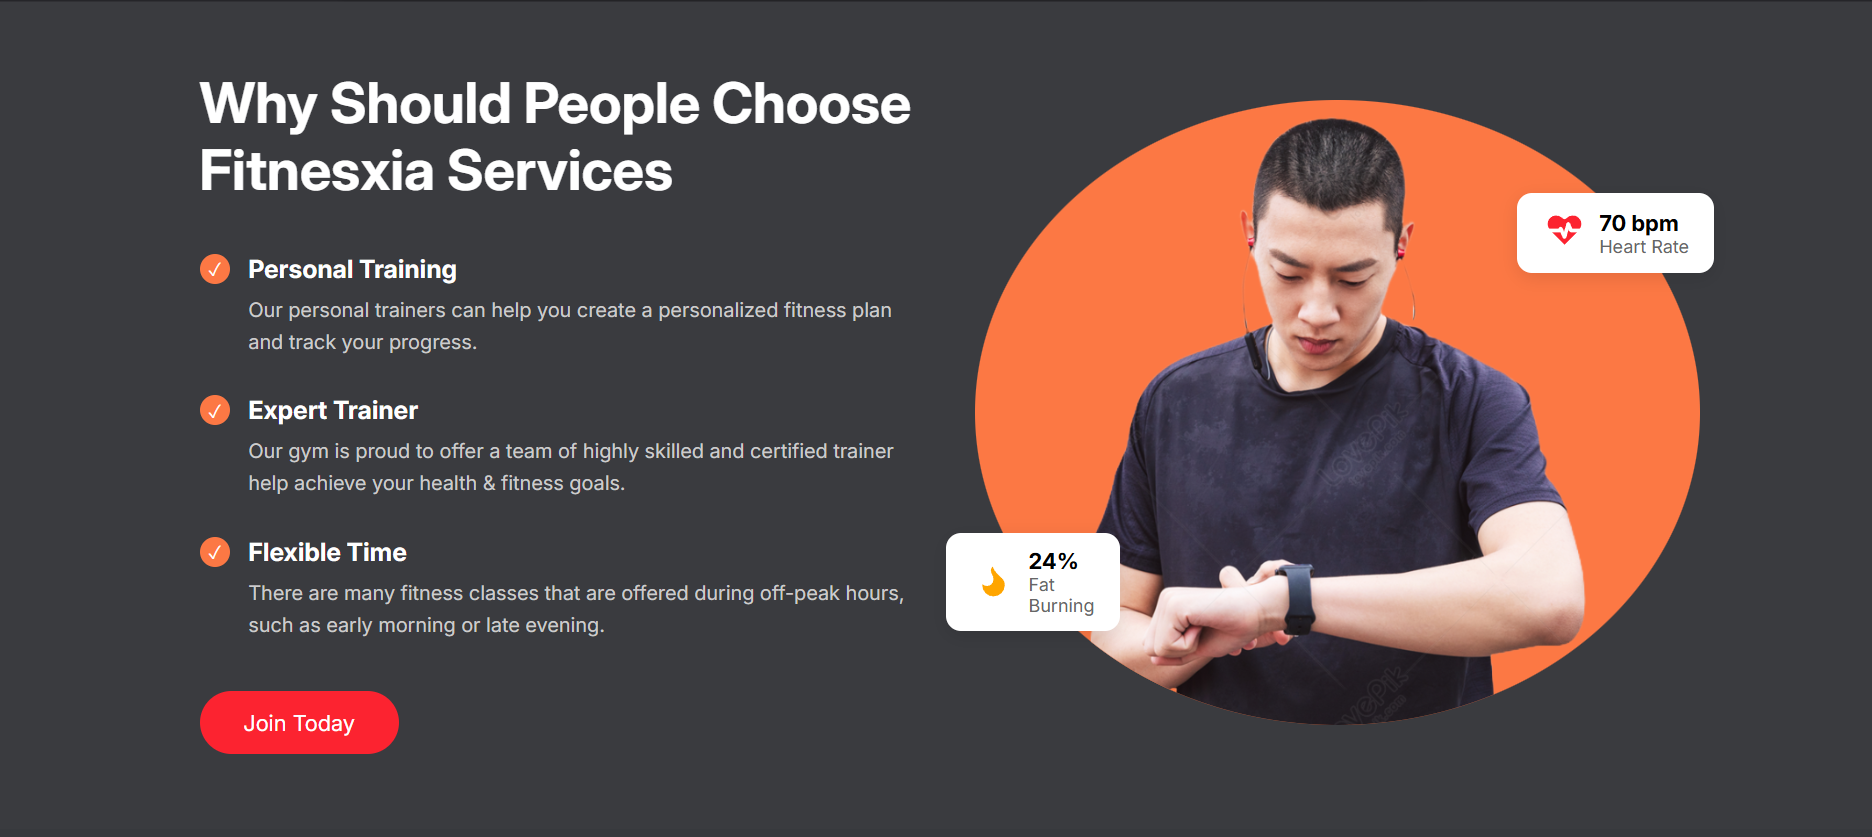 Why Should People Choose
Fitnesxia Services
Personal Training
Our personal trainers can help you create a personalized fitness plan
and track your progress.
Expert Trainer
Our gym is proud to offer a team of highly skilled and certified trainer
help achieve your health & fitness goals.
Flexible Time
There are many fitness classes that are offered during off-peak hours,
such as early morning or late evening.
Join Today
70 bpm
Heart Rate
24%
Fat
Burning